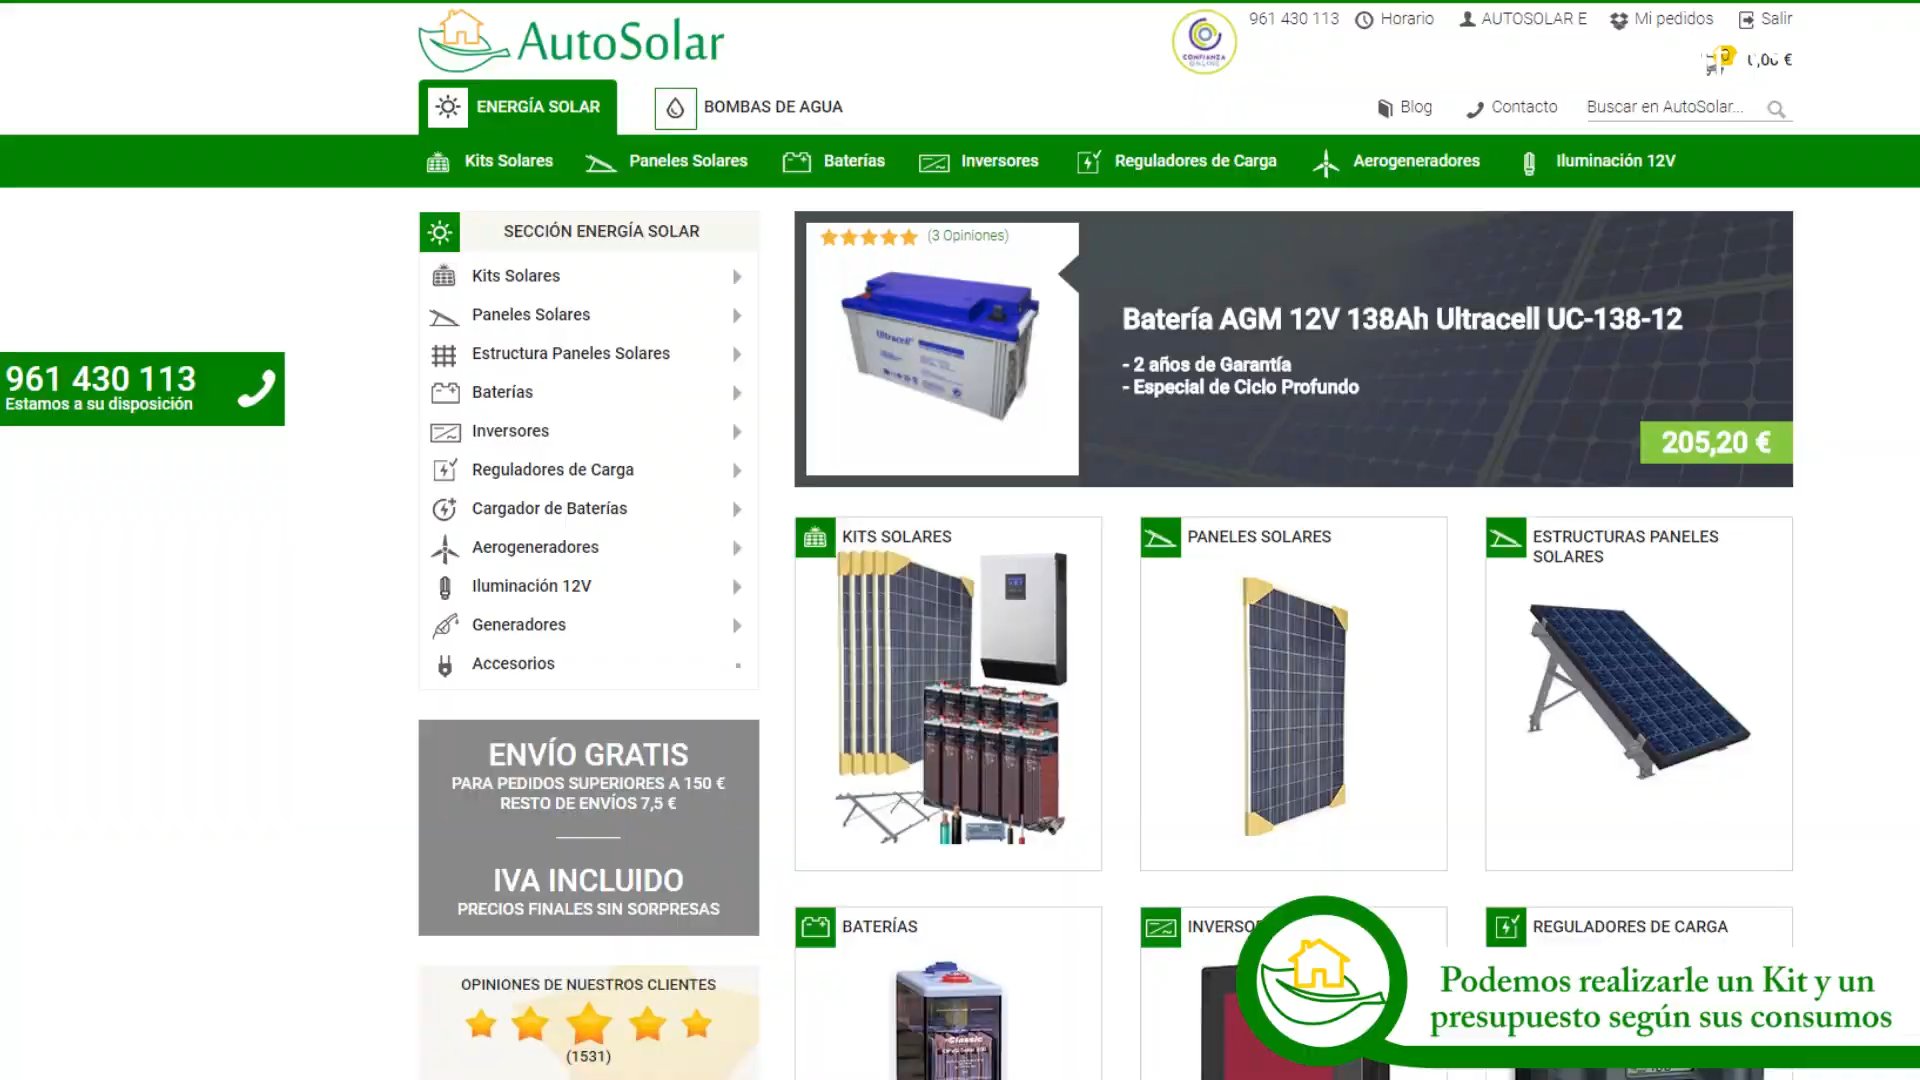 AutoSolar
CONFIANZA
ONLINE
961 430 113
Horario
AUTOSOLAR E
Mi pedidos
Salir
ENERGÍA SOLAR
BOMBAS DE AGUA
Blog
Contacto
Buscar en AutoSolar...
Kits Solares
Paneles Solares
Baterías
Inversores
Reguladores de Carga
Aerogeneradores
Iluminación 12V
961 430 113
Estamos a su disposición
SECCIÓN ENERGÍA SOLAR
Kits Solares
Paneles Solares
Estructura Paneles Solares
Baterías
Inversores
Reguladores de Carga
Cargador de Baterías
Aerogeneradores
Iluminación 12V
Generadores
Accesorios
(3 Opiniones)
Ultracell
Batería AGM 12V 138Ah Ultracell UC-138-12
- 2 años de Garantía
- Especial de Ciclo Profundo
205,20 €
KITS SOLARES
PANELES SOLARES
ESTRUCTURAS PANELES
SOLARES
ENVÍO GRATIS
PARA PEDIDOS SUPERIORES A 150 €
RESTO DE ENVÍOS 7,5 €
IVA INCLUIDO
PRECIOS FINALES SIN SORPRESAS
BATERÍAS
INVERSO
REGULADORES DE CARGA
OPINIONES DE NUESTROS CLIENTES
(1531)
Classic
Podemos realizarle un Kit y un
presupuesto según sus consumos